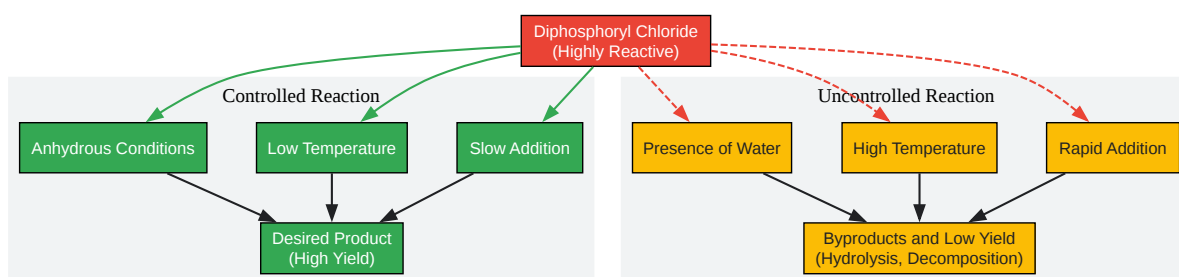 Diphosphoryl Chloride
(Highly Reactive)
Controlled Reaction
Uncontrolled Reaction
Anhydrous Conditions
Low Temperature
Slow Addition
Presence of Water
High Temperature
Rapid Addition
Desired Product
(High Yield)
Byproducts and Low Yield
(Hydrolysis, Decomposition)